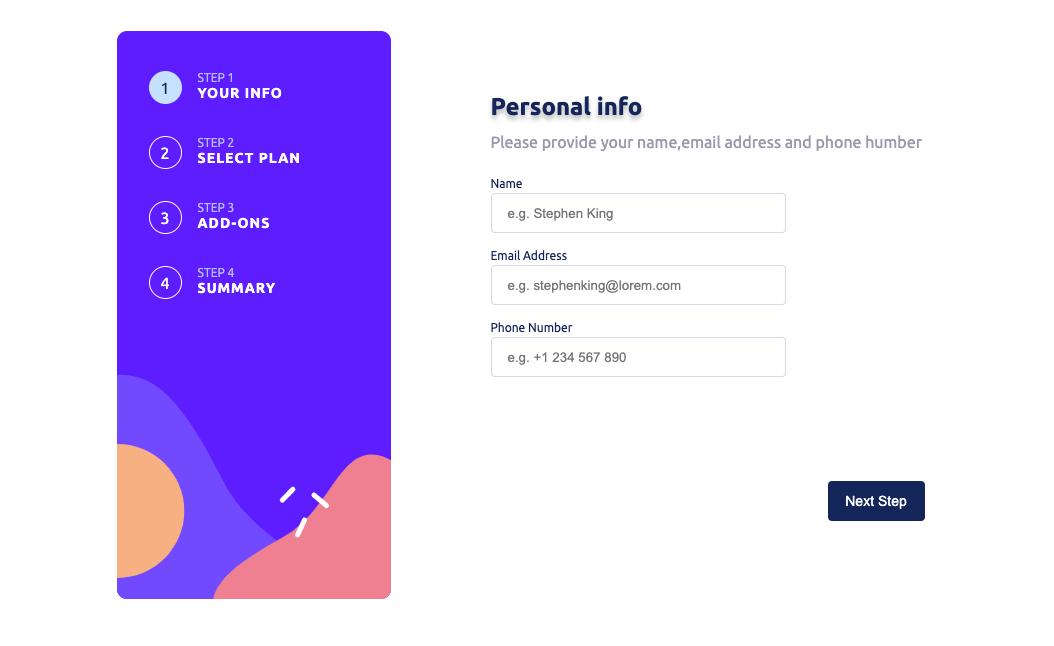 1
STEP 1
YOUR INFO
2
STEP 2
SELECT PLAN
3
STEP 3
ADD-ONS
4
STEP 4
SUMMARY
Personal info
Please provide your name,email address and phone humber
Name
e.g. Stephen King
Email Address
e.g. stephenking@lorem.com
Phone Number
e.g. +1 234 567 890
Next Step